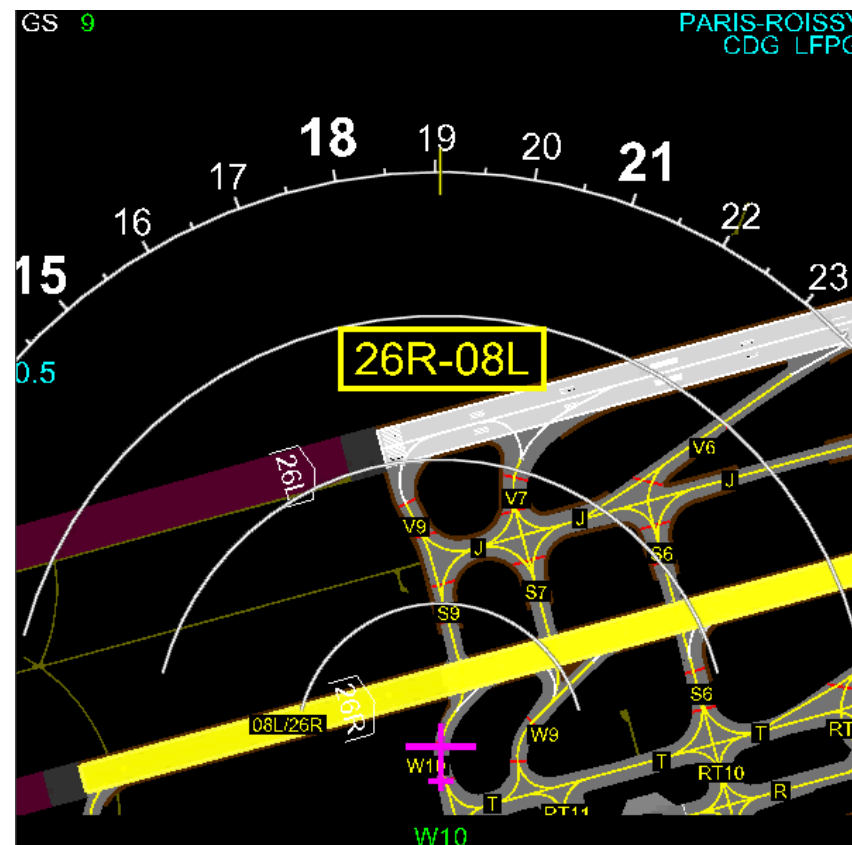 GS 9
PARIS-ROISSY
CDG LFPG
19
18
20
21
17
16
22
15
23
0.5
26R-08L
26L
V6
J
V7
J
V9
J
S6
S7
S9
26R
08L/26R
S6
W9
W10
T
T
RT
RT10
R
T
RT11
W10